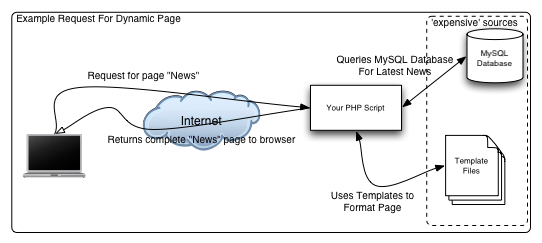 Example Request For Dynamic Page
'expensive' sources
MySQL
Database
Queries MySQL Database
For Latest News
Request for page "News"
Your PHP Script
Internet
Returns complete "News" page to browser
Template
Files
Uses Templates to
Format Page